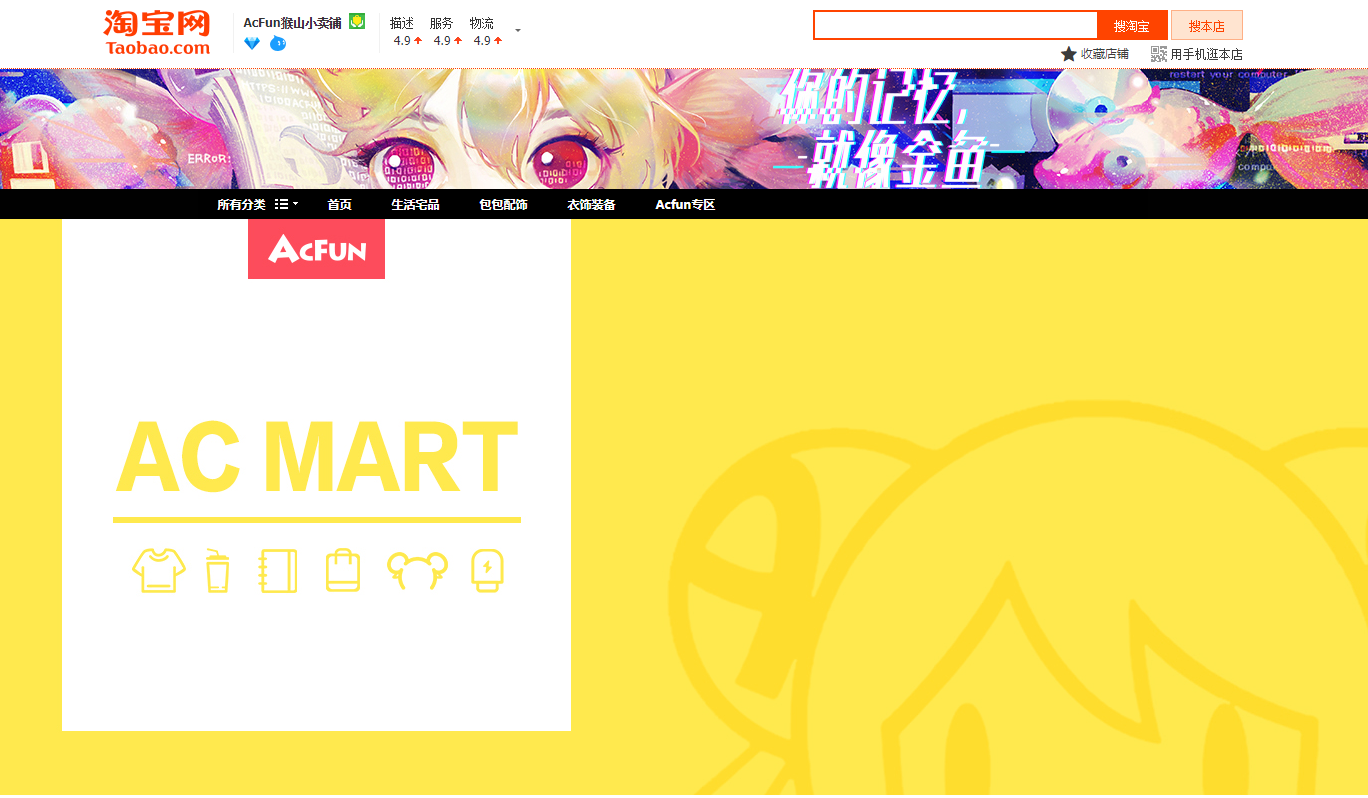 淘宝网
Taobao.com
AcFun猴山小卖铺
描述 服务 物流
4.9 4.9 4.9
搜淘宝 搜本店
收藏店铺 用手机逛本店
restart your computer
你的记忆，
ERROR:
-就像金鱼-
所有分类 首页 生活宅品 包包配饰 衣饰装备 Acfun专区
ACFUN
AC MART